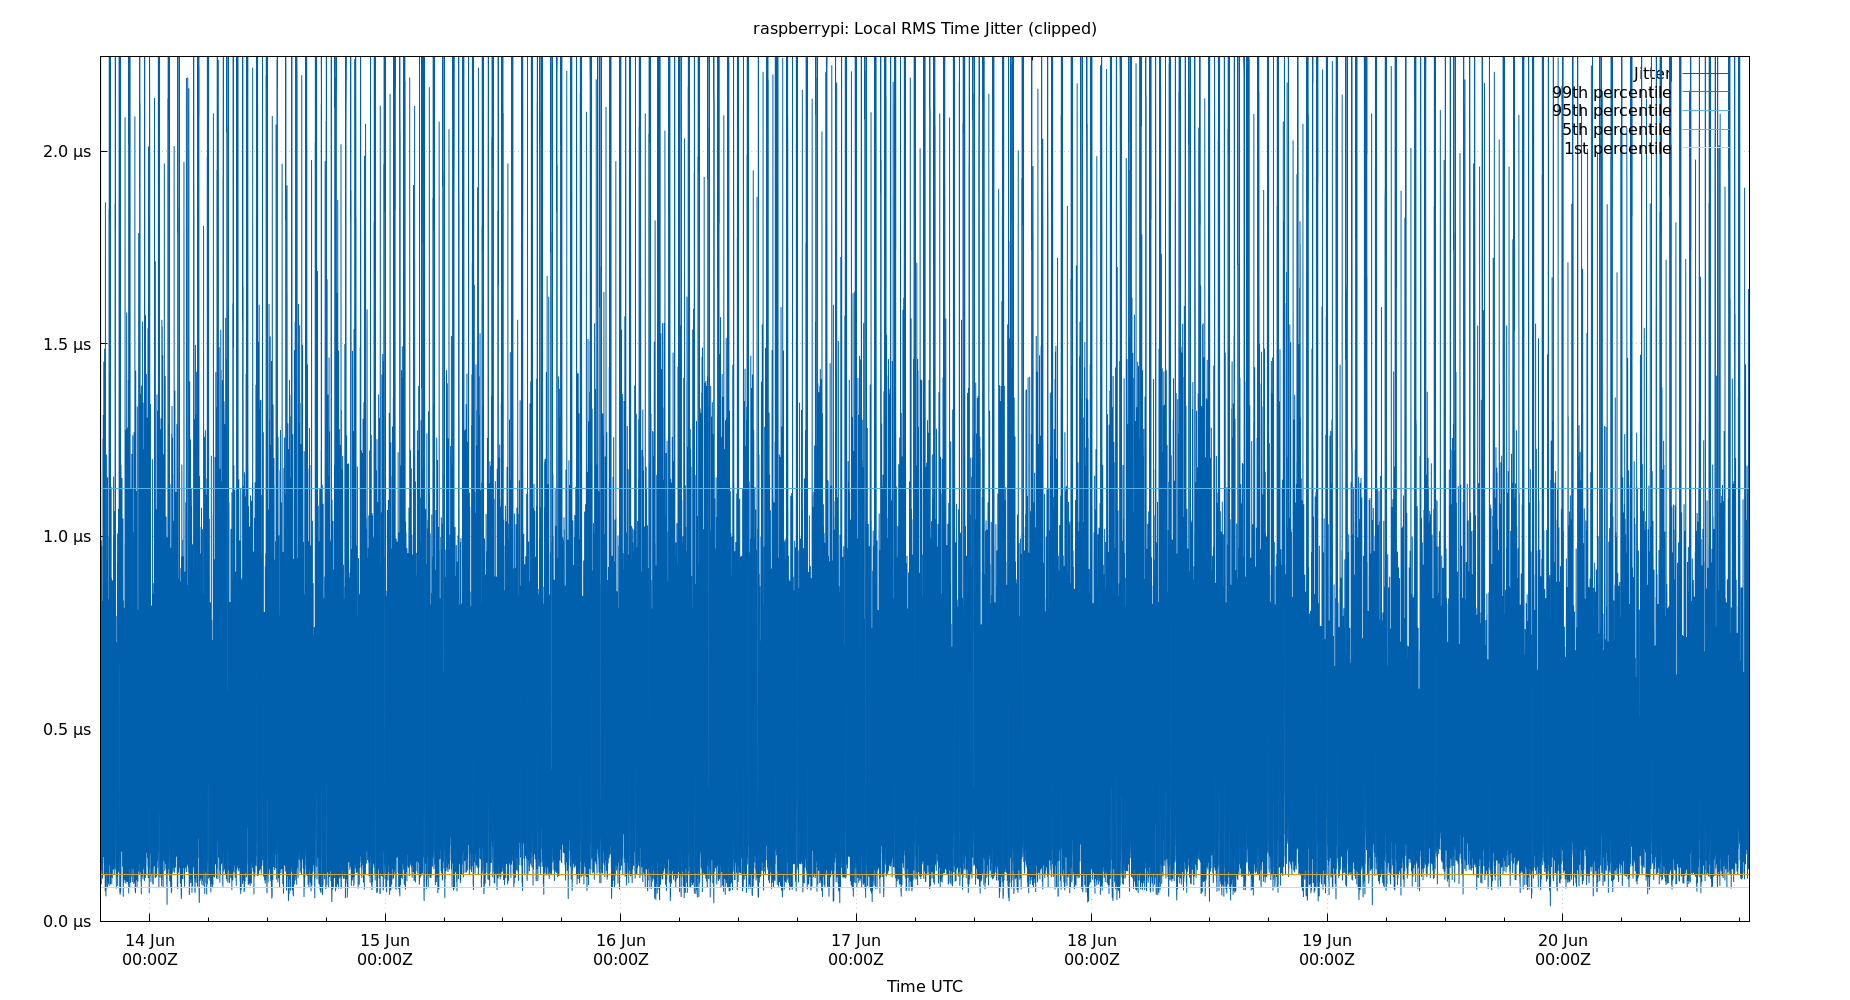 raspberrypi: Local RMS Time Jitter (clipped)
Jitter
99th percentile
95th percentile
5th percentile
1st percentile
2.0 µs
1.5 µs
1.0 µs
0.5 µs
0.0 µs
14 Jun 15 Jun 16 Jun 17 Jun 18 Jun 19 Jun 20 Jun
00:00Z 00:00Z 00:00Z 00:00Z 00:00Z 00:00Z 00:00Z
Time UTC